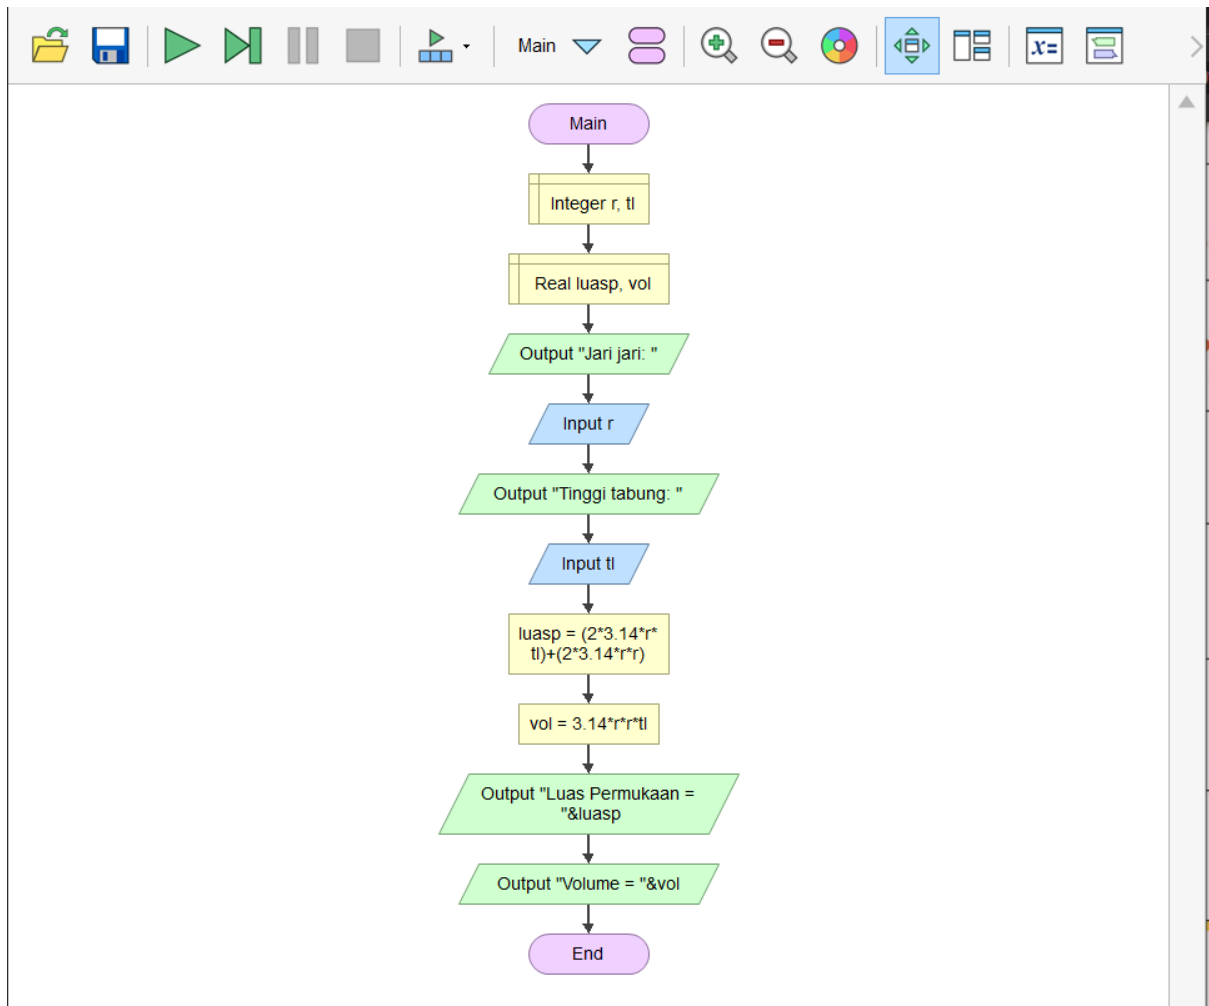 Main
x=
Main
Integer r, tl
Real luasp, vol
Output "Jari jari: "
Input r
Output "Tinggi tabung: "
Input tl
luasp = (2*3.14*r*
tl)+(2*3.14*r*r)
vol = 3.14*r*r*tl
Output "Luas Permukaan =
"&luasp
Output "Volume = "&vol
End